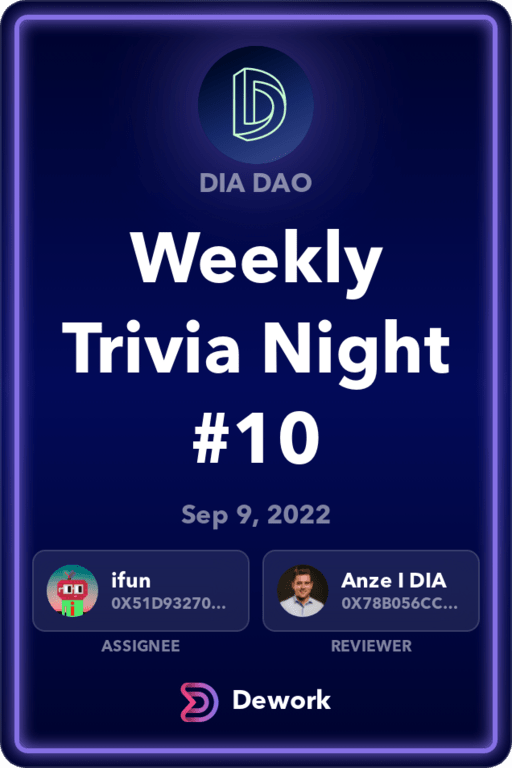 DIA DAO
Weekly
Trivia Night
#10
Sep 9, 2022
ifun
0X51D93270...
Anze I DIA
0X78B056CC...
ASSIGNEE
REVIEWER
Dework